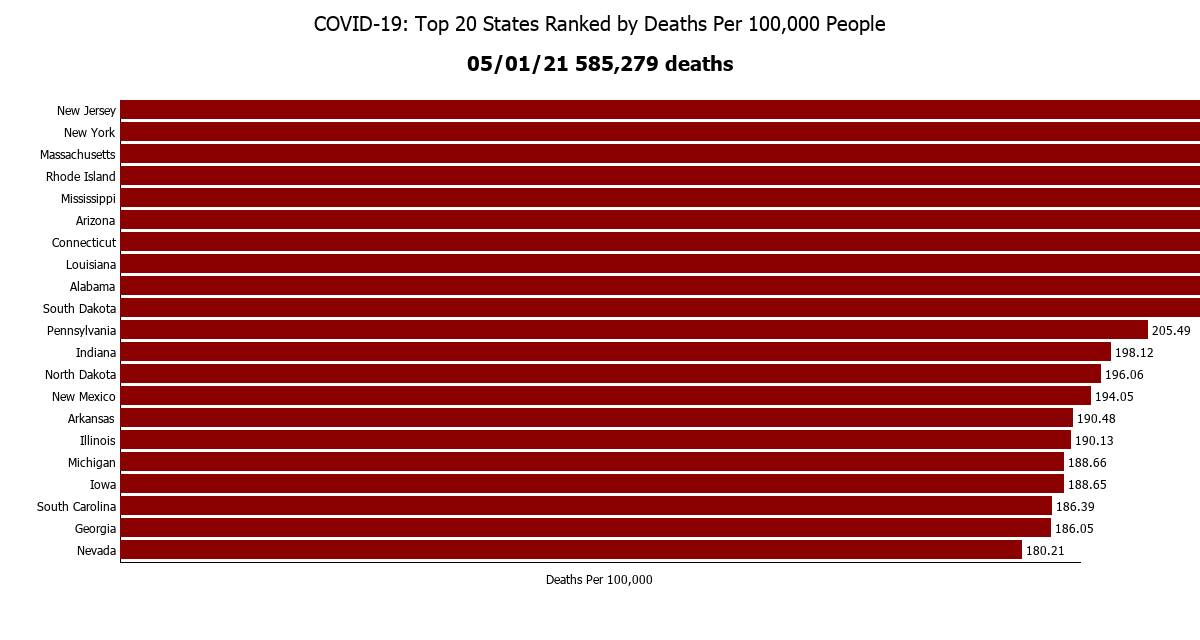 COVID-19: Top 20 States Ranked by Deaths Per 100,000 People
05/01/21 585,279 deaths
New Jersey
New York
Massachusetts
Rhode Island
Mississippi
Arizona
Connecticut
Louisiana
Alabama
South Dakota
Pennsylvania 205.49
Indiana 198.12
North Dakota 196.06
New Mexico 194.05
Arkansas 190.48
Illinois 190.13
Michigan 188.66
Iowa 188.65
South Carolina 186.39
Georgia 186.05
Nevada 180.21
Deaths Per 100,000